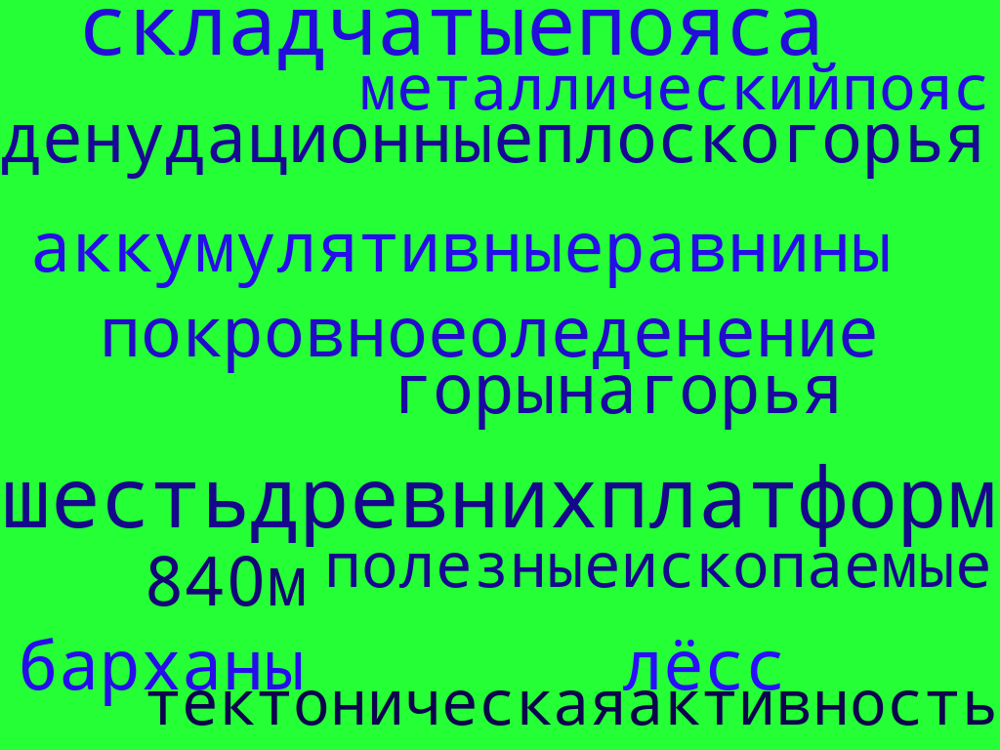 складчатыепояса
металлическийпояс
денудационныеплоскогорья
аккумулятивныеравнины
покровноеоледенение
горынагорья
шестьдревнихплатформ
840м полезныеископаемые
барханы лёсс
тектоническаяактивность